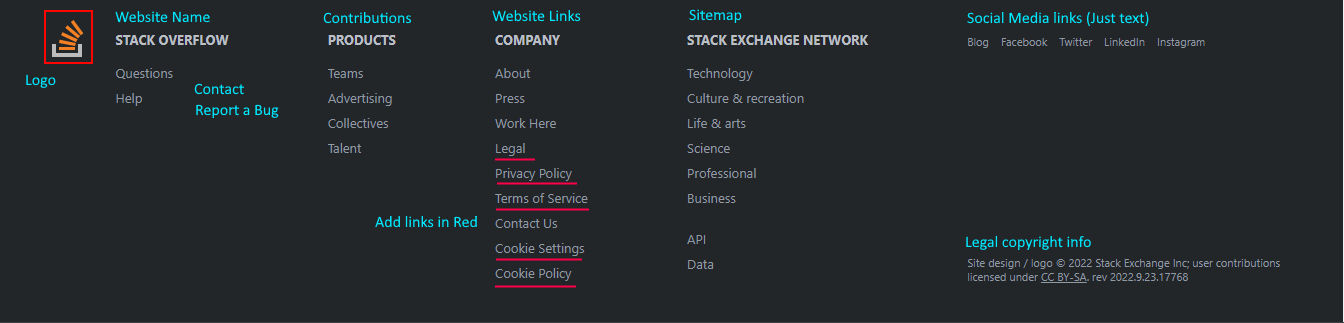 Logo
Website Name
STACK OVERFLOW
Questions
Help
Contact
Report a Bug
Contributions
PRODUCTS
Teams
Advertising
Collectives
Talent
Add links in Red
Website Links
COMPANY
About
Press
Work Here
Legal
Privacy Policy
Terms of Service
Contact Us
Cookie Settings
Cookie Policy
Sitemap
STACK EXCHANGE NETWORK
Technology
Culture & recreation
Life & arts
Science
Professional
Business
API
Data
Social Media links (Just text)
Blog Facebook Twitter LinkedIn Instagram
Legal copyright info
Site design / logo © 2022 Stack Exchange Inc; user contributions
licensed under CC BY-SA. rev 2022.9.23.17768